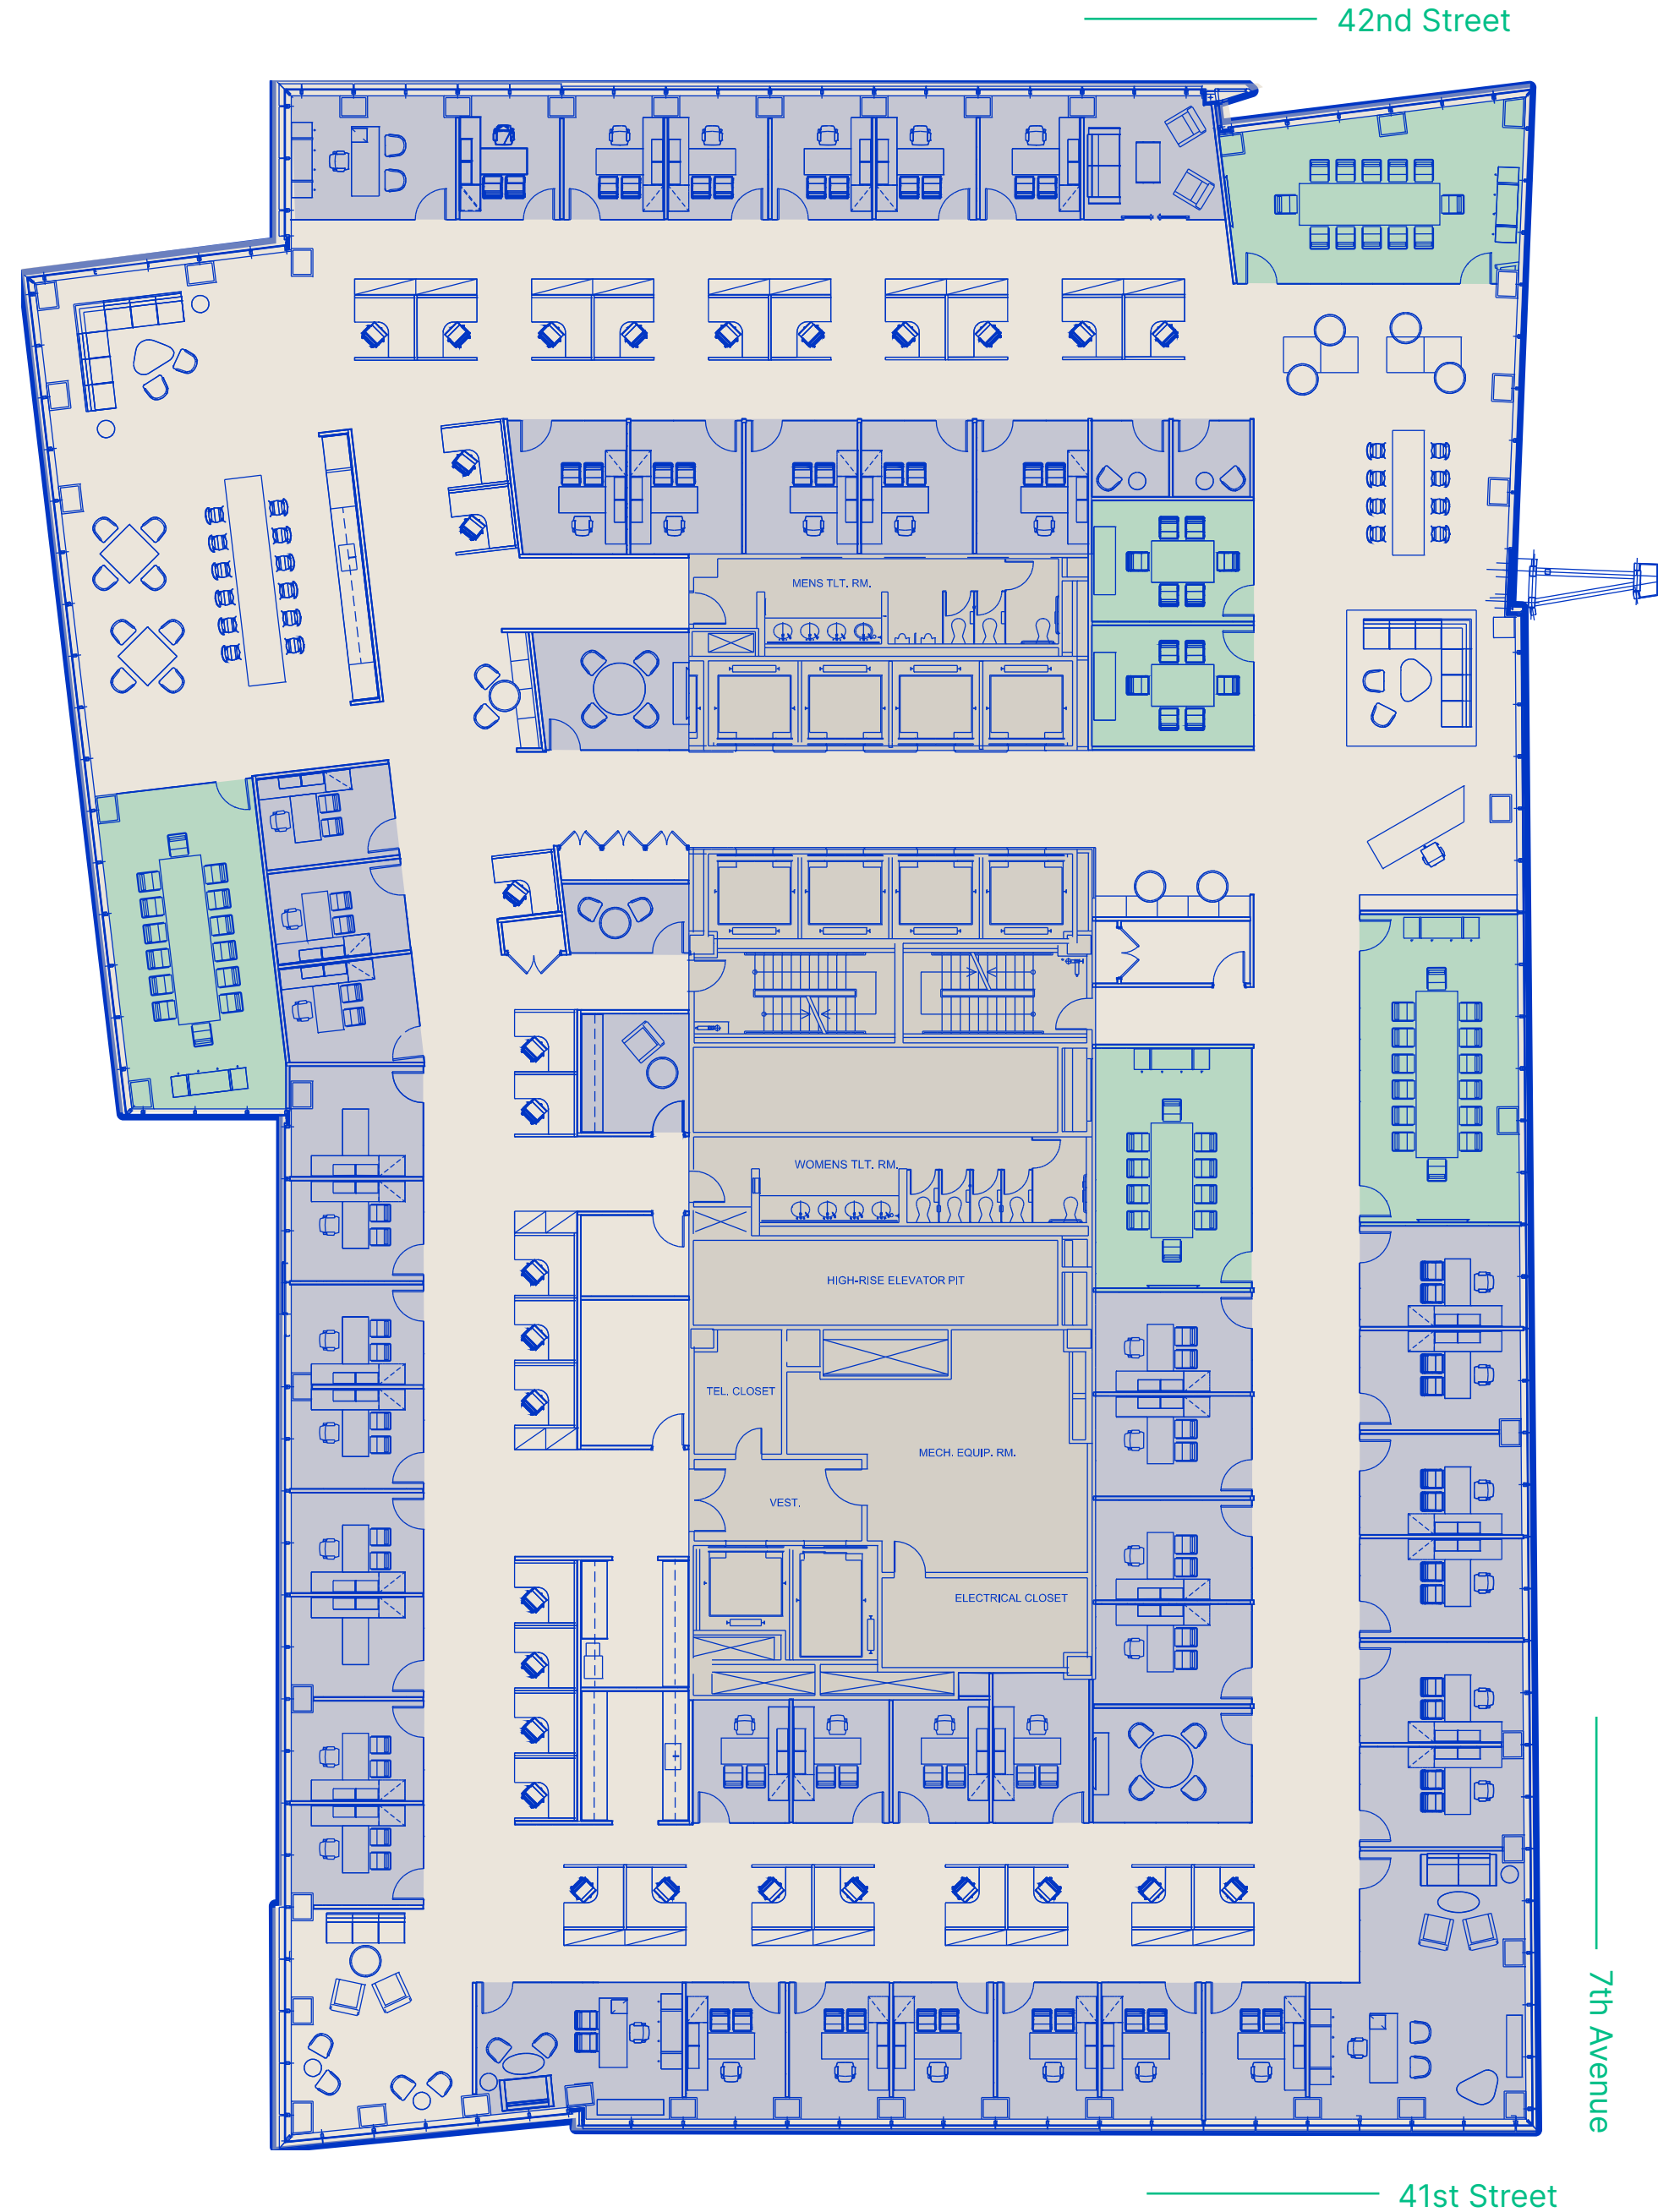 42nd Street
MENS TLT. RM.
WOMENS TLT. RM.
HIGH-RISE ELEVATOR PIT
TEL. CLOSET
MECH. EQUIP. RM.
VEST.
ELECTRICAL CLOSET
7th Avenue
41st Street